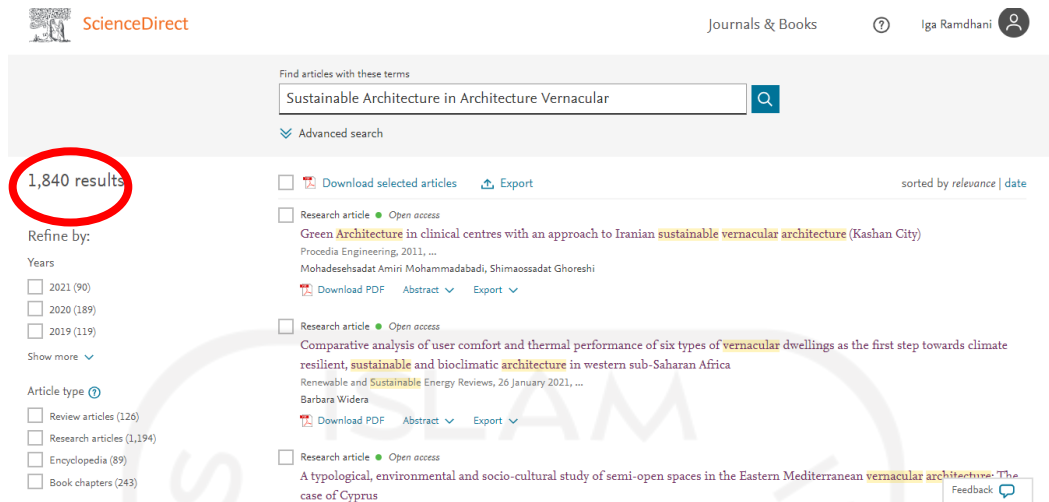 ScienceDirect
Journals & Books
Iga Ramdhani
Find articles with these terms
Sustainable Architecture in Architecture Vernacular
Advanced search
1,840 results
Download selected articles Export
sorted by relevance | date
Refine by:
Years
2021 (90)
2020 (189)
2019 (119)
Show more
Article type
Review articles (126)
Research articles (1,194)
Encyclopedia (89)
Book chapters (243)
Research article Open access
Green Architecture in clinical centres with an approach to Iranian sustainable vernacular architecture (Kashan City)
Procedia Engineering, 2011, ...
Mohadesehsadat Amiri Mohammadabadi, Shimaossadat Ghoreshi
Download PDF Abstract Export
Research article Open access
Comparative analysis of user comfort and thermal performance of six types of vernacular dwellings as the first step towards climate
resilient, sustainable and bioclimatic architecture in western sub-Saharan Africa
Renewable and Sustainable Energy Reviews, 26 January 2021, ...
Barbara Widera
Download PDF Abstract Export
Research article Open access
A typological, environmental and socio-cultural study of semi-open spaces in the Eastern Mediterranean vernacular architecture: The
case of Cyprus
Feedback
ISLAM